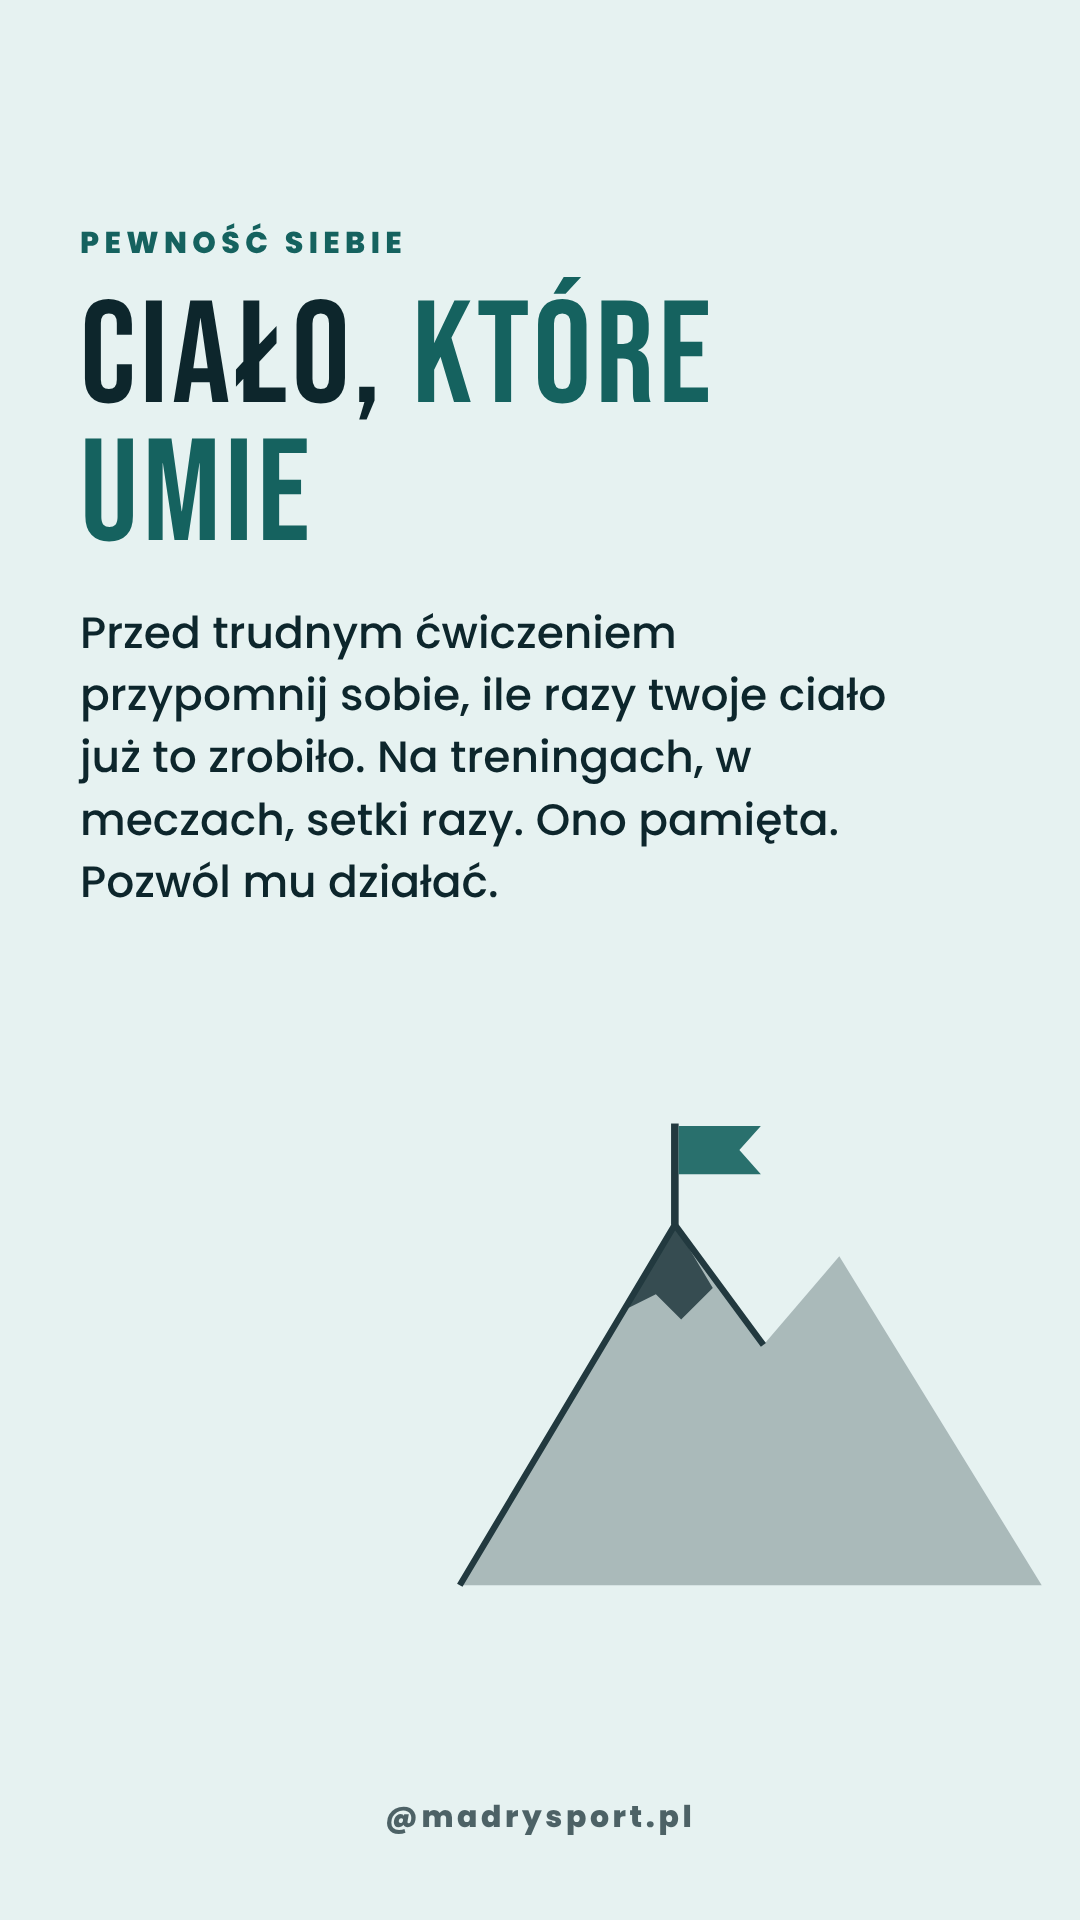 PEWNOŚĆ SIEBIE
CIAŁO, KTÓRE
UMIE
Przed trudnym ćwiczeniem
przypomnij sobie, ile razy twoje ciało
już to zrobiło. Na treningach, w
meczach, setki razy. Ono pamięta.
Pozwól mu działać.
@madrysport.pl